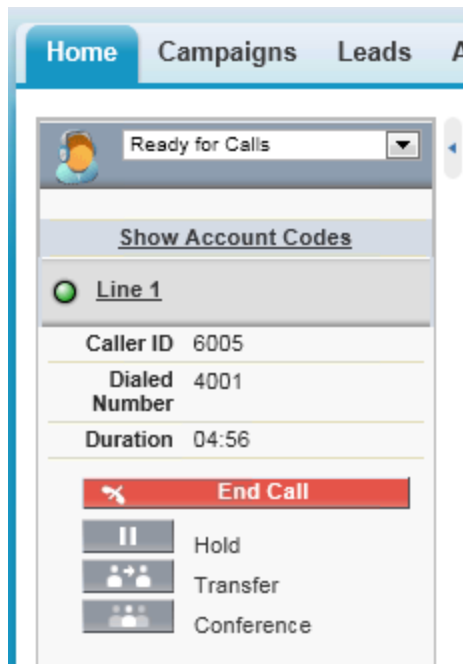 Home Campaigns Leads A
Ready for Calls
Show Account Codes
Line 1
Caller ID 6005
Dialed Number 4001
Duration 04:56
End Call
Hold
Transfer
Conference